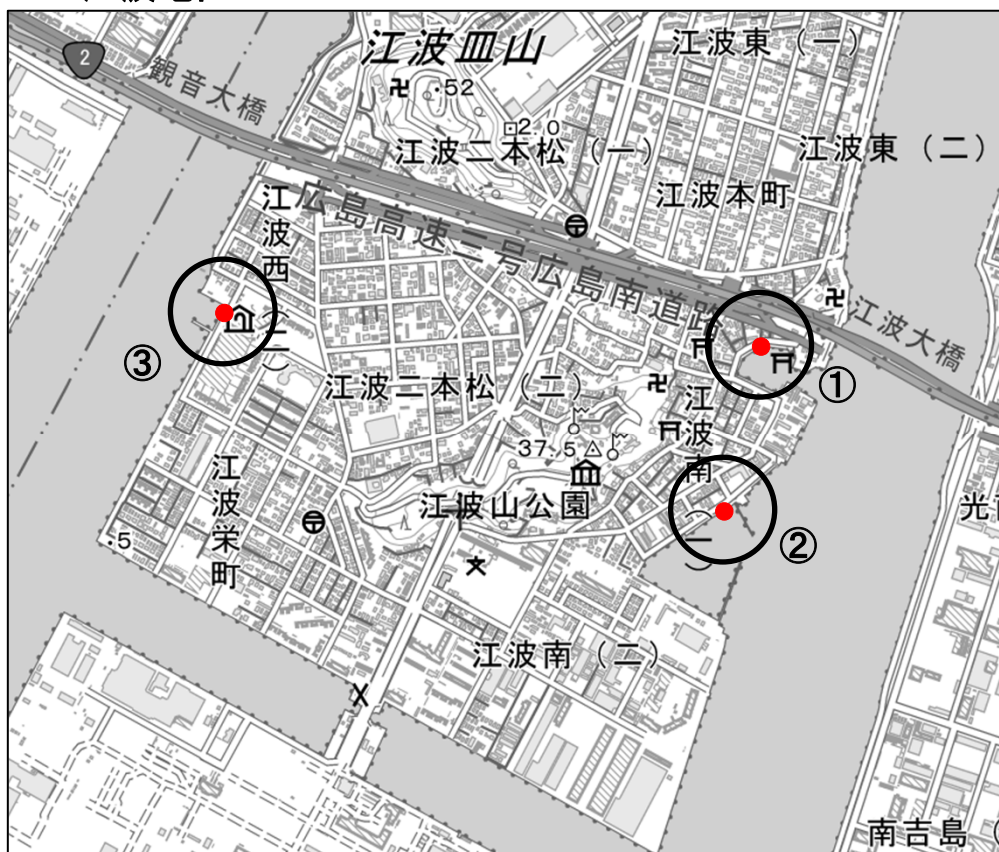 江波皿山
江波東（一）
2
観音大橋
・52
2.0
江波二本松（一）
江波東（二）
江波本町
江波西（二）
広島高速三号広島南道路
江波大橋
③
①
江波二本松（二）
江波南（一）
37.5
江波山公園
②
江波栄町
・5
江波南（二）
南吉島（